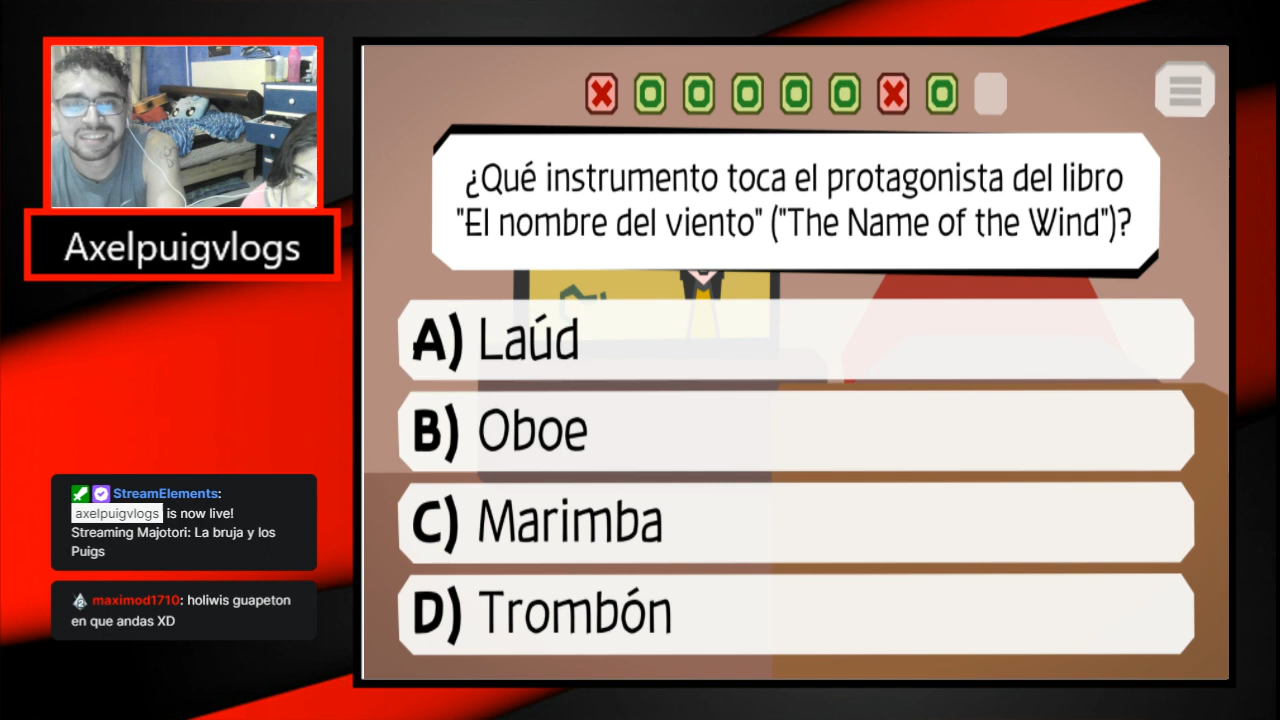 ¿Qué instrumento toca el protagonista del libro
"El nombre del viento" ("The Name of the Wind")?
A) Laúd
B) Oboe
C) Marimba
D) Trombón
Axelpuigvlogs
StreamElements:
axelpuigvlogs is now live!
Streaming Majotori: La bruja y los
Puigs
maximod1710: holiwis guapeton
en que andas XD